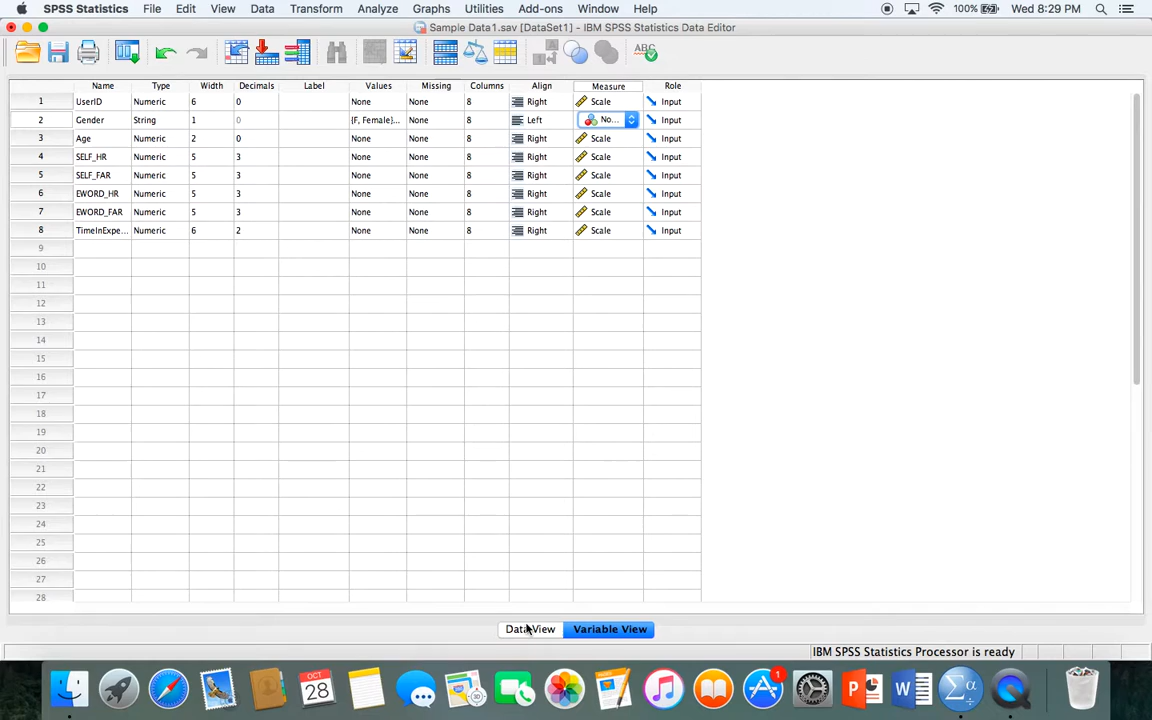 SPSS Statistics File Edit View Data Transform Analyze Graphs Utilities Add-ons Window Help 100% Wed 8:29 PM
Sample Data1.sav [DataSet1] - IBM SPSS Statistics Data Editor
ABC
Name Type Width Decimals Label Values Missing Columns Align Measure Role
1 UserID Numeric 6 0 None None 8 Right Scale Input
2 Gender String 1 0 {F, Female}... None 8 Left No... Input
3 Age Numeric 2 0 None None 8 Right Scale Input
4 SELF_HR Numeric 5 3 None None 8 Right Scale Input
5 SELF_FAR Numeric 5 3 None None 8 Right Scale Input
6 EWORD_HR Numeric 5 3 None None 8 Right Scale Input
7 EWORD_FAR Numeric 5 3 None None 8 Right Scale Input
8 TimeInExpe... Numeric 6 2 None None 8 Right Scale Input
9
10
11
12
13
14
15
16
17
18
19
20
21
22
23
24
25
26
27
28
Data View Variable View
IBM SPSS Statistics Processor is ready
OCT
28
1